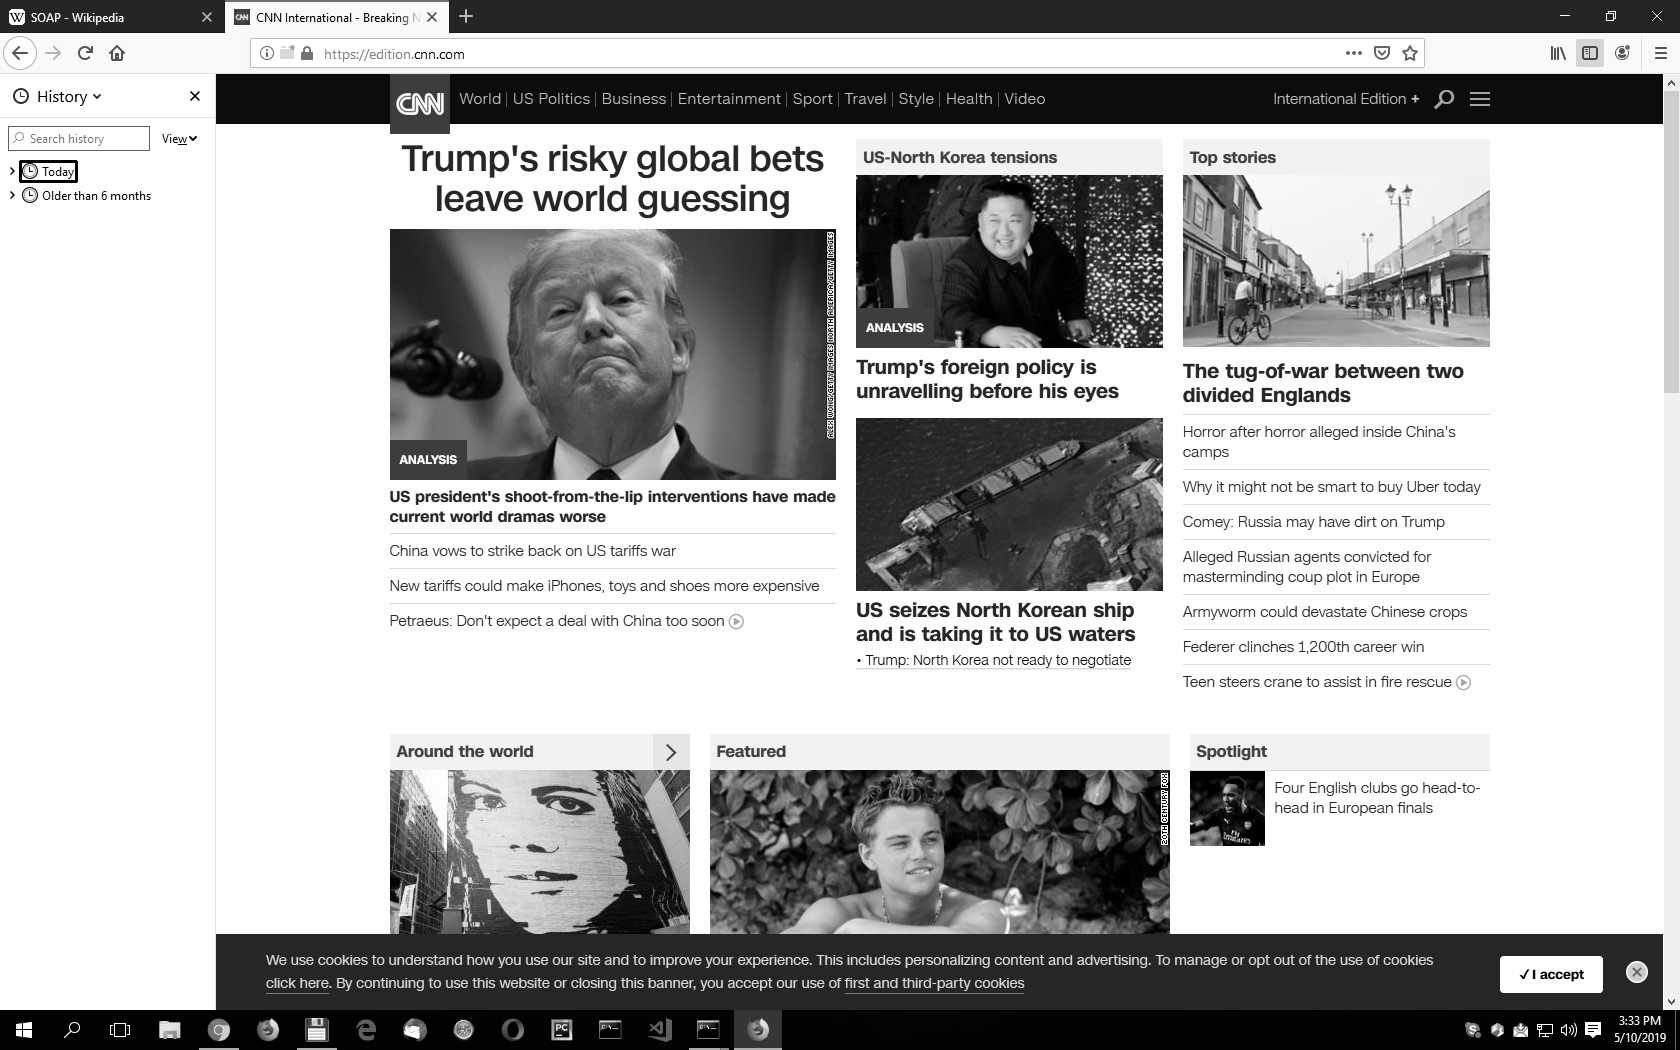 SOAP - Wikipedia
CNN International - Breaking N
https://edition.cnn.com
History
Search history
View
Today
Older than 6 months
CNN
World | US Politics | Business | Entertainment | Sport | Travel | Style | Health | Video
International Edition +
Trump's risky global bets
leave world guessing
ALEX WONG/GETTY IMAGES NORTH AMERICA/GETTY IMAGES
ANALYSIS
US president's shoot-from-the-lip interventions have made
current world dramas worse
China vows to strike back on US tariffs war
New tariffs could make iPhones, toys and shoes more expensive
Petraeus: Don't expect a deal with China too soon
US-North Korea tensions
ANALYSIS
Trump's foreign policy is
unravelling before his eyes
US seizes North Korean ship
and is taking it to US waters
• Trump: North Korea not ready to negotiate
Top stories
The tug-of-war between two
divided Englands
Horror after horror alleged inside China's
camps
Why it might not be smart to buy Uber today
Comey: Russia may have dirt on Trump
Alleged Russian agents convicted for
masterminding coup plot in Europe
Armyworm could devastate Chinese crops
Federer clinches 1,200th career win
Teen steers crane to assist in fire rescue
Around the world
Featured
20TH CENTURY FOX
Spotlight
Four English clubs go head-to-
head in European finals
We use cookies to understand how you use our site and to improve your experience. This includes personalizing content and advertising. To manage or opt out of the use of cookies
click here. By continuing to use this website or closing this banner, you accept our use of first and third-party cookies
✓ I accept
3:33 PM
5/10/2019